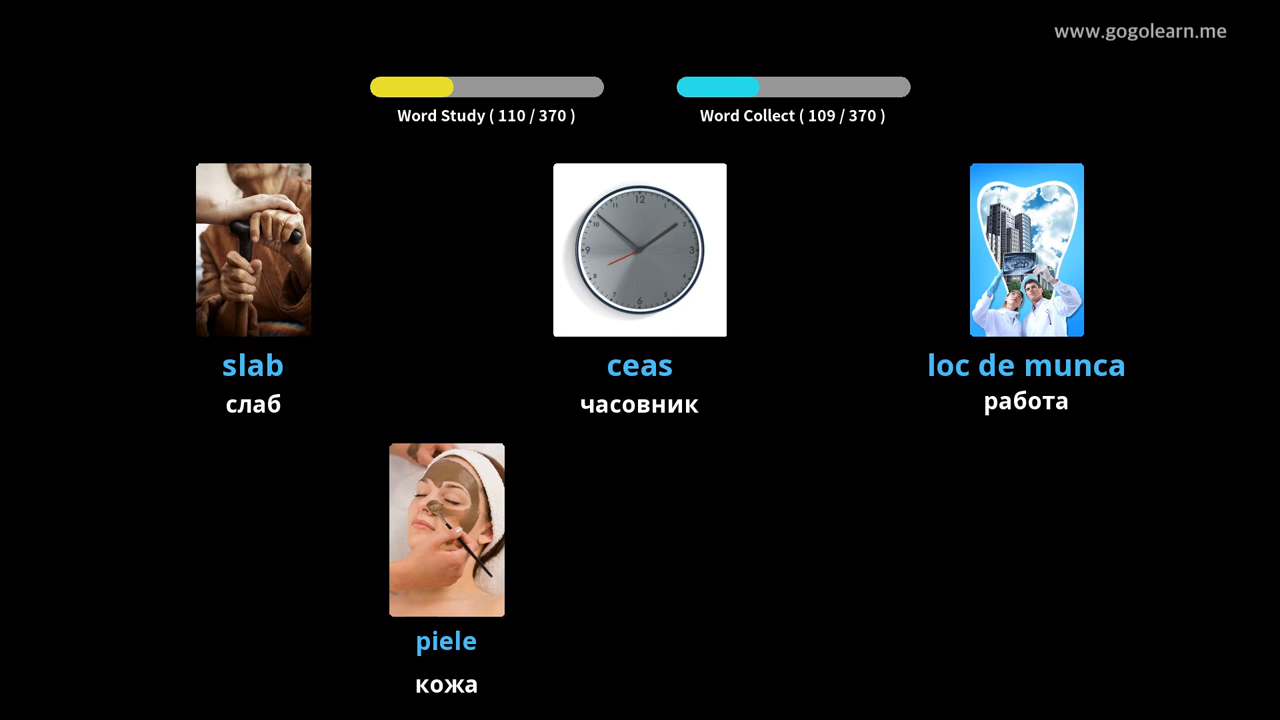 www.gogolearn.me
Word Study ( 110 / 370 )
Word Collect ( 109 / 370 )
slab
слаб
ceas
часовник
loc de munca
работа
piele
кожа